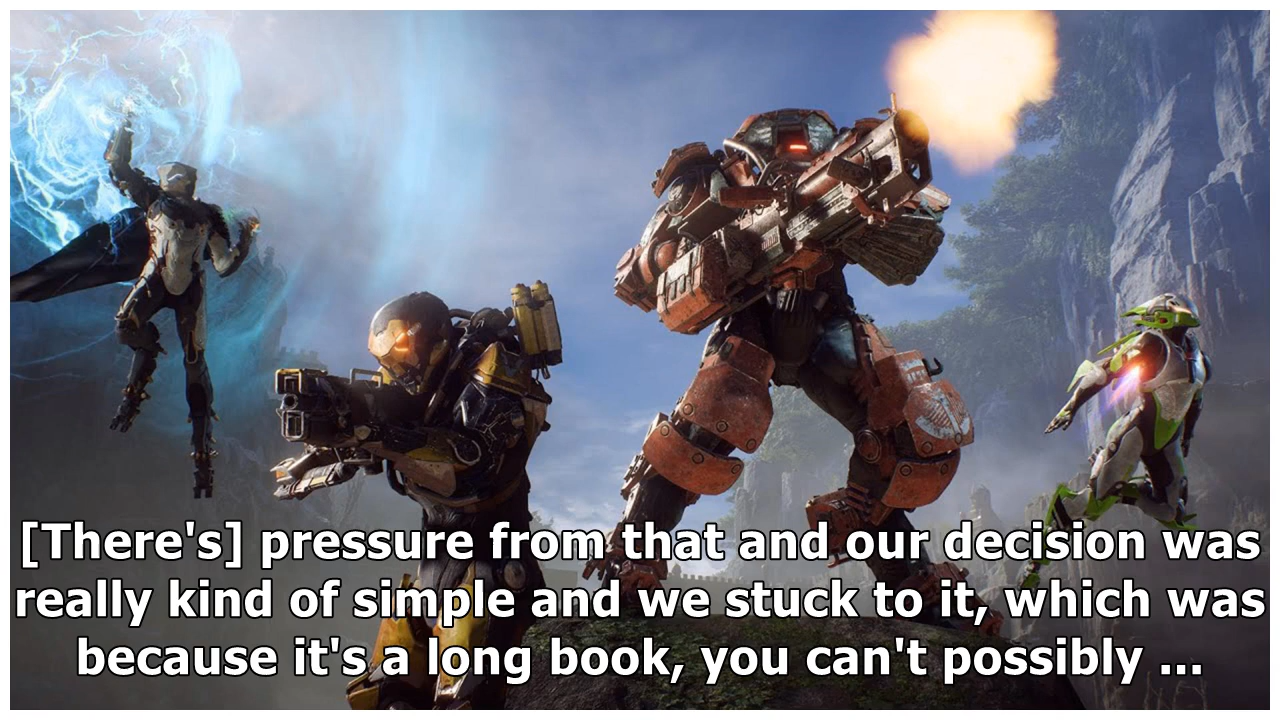 [There's] pressure from that and our decision was
really kind of simple and we stuck to it, which was
because it's a long book, you can't possibly ...